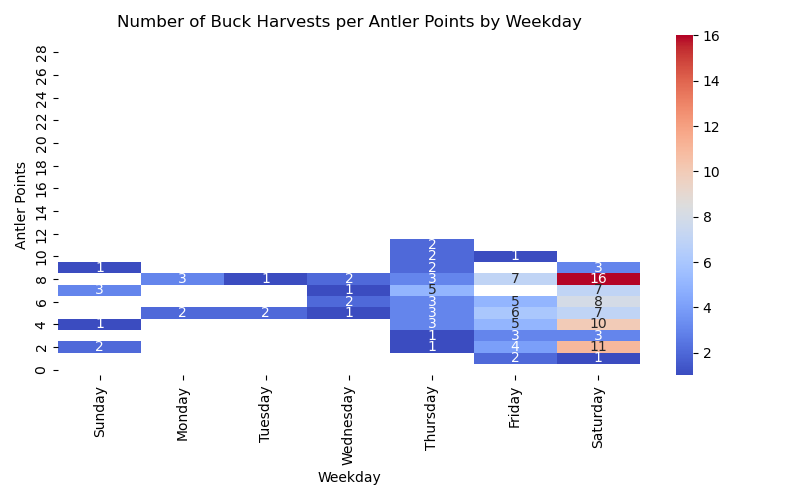 Number of Buck Harvests per Antler Points by Weekday
Antler Points
28
26
24
22
20
18
16
14
12
10
8
6
4
2
0
2
2 1
1 2 3
3 1 2 3 7 16
3 1 5 7
2 3 5 8
2 2 1 3 6 7
1 3 5 10
1 3 3
2 1 4 11
2 1
Sunday Monday Tuesday Wednesday Thursday Friday Saturday
Weekday
16
14
12
10
8
6
4
2